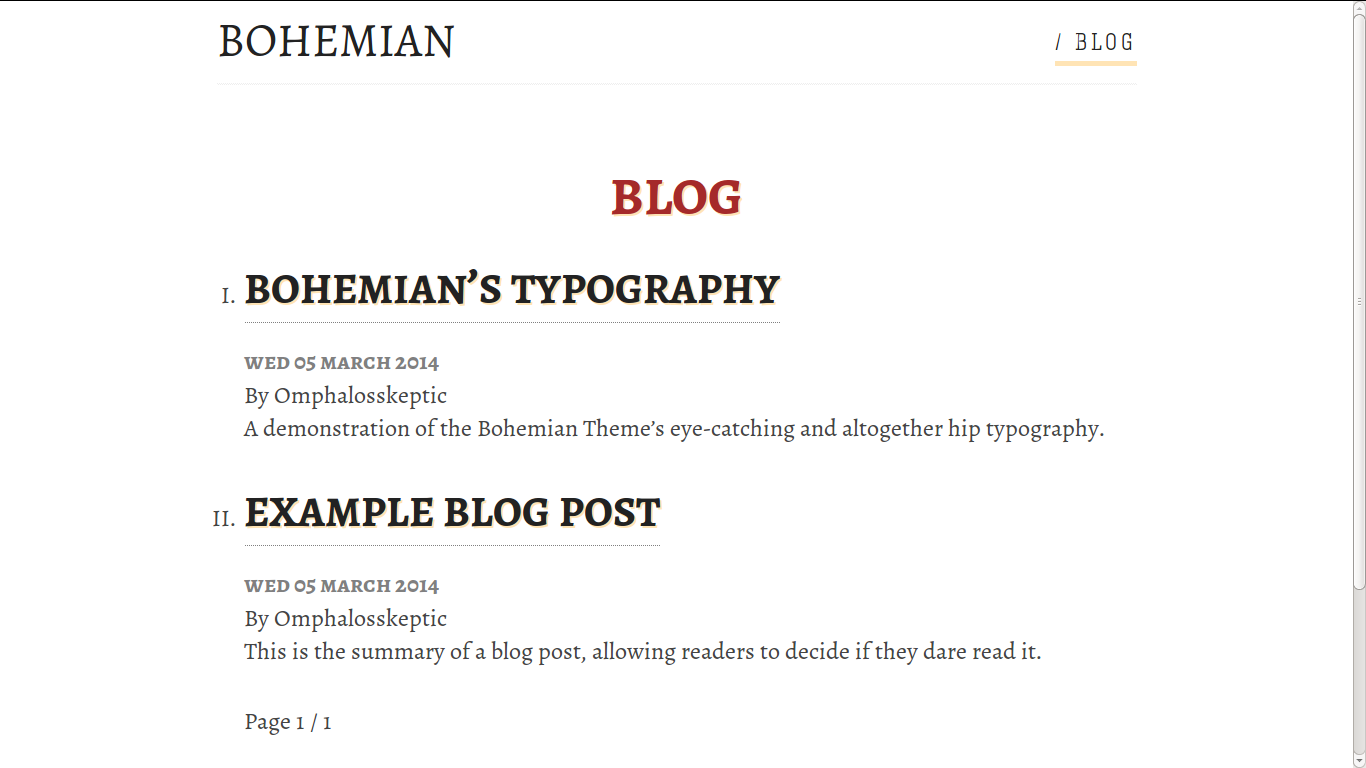 BOHEMIAN
/ BLOG
BLOG
I. BOHEMIAN’S TYPOGRAPHY
WED 05 MARCH 2014
By Omphalosskeptic
A demonstration of the Bohemian Theme’s eye-catching and altogether hip typography.
II. EXAMPLE BLOG POST
WED 05 MARCH 2014
By Omphalosskeptic
This is the summary of a blog post, allowing readers to decide if they dare read it.
Page 1 / 1